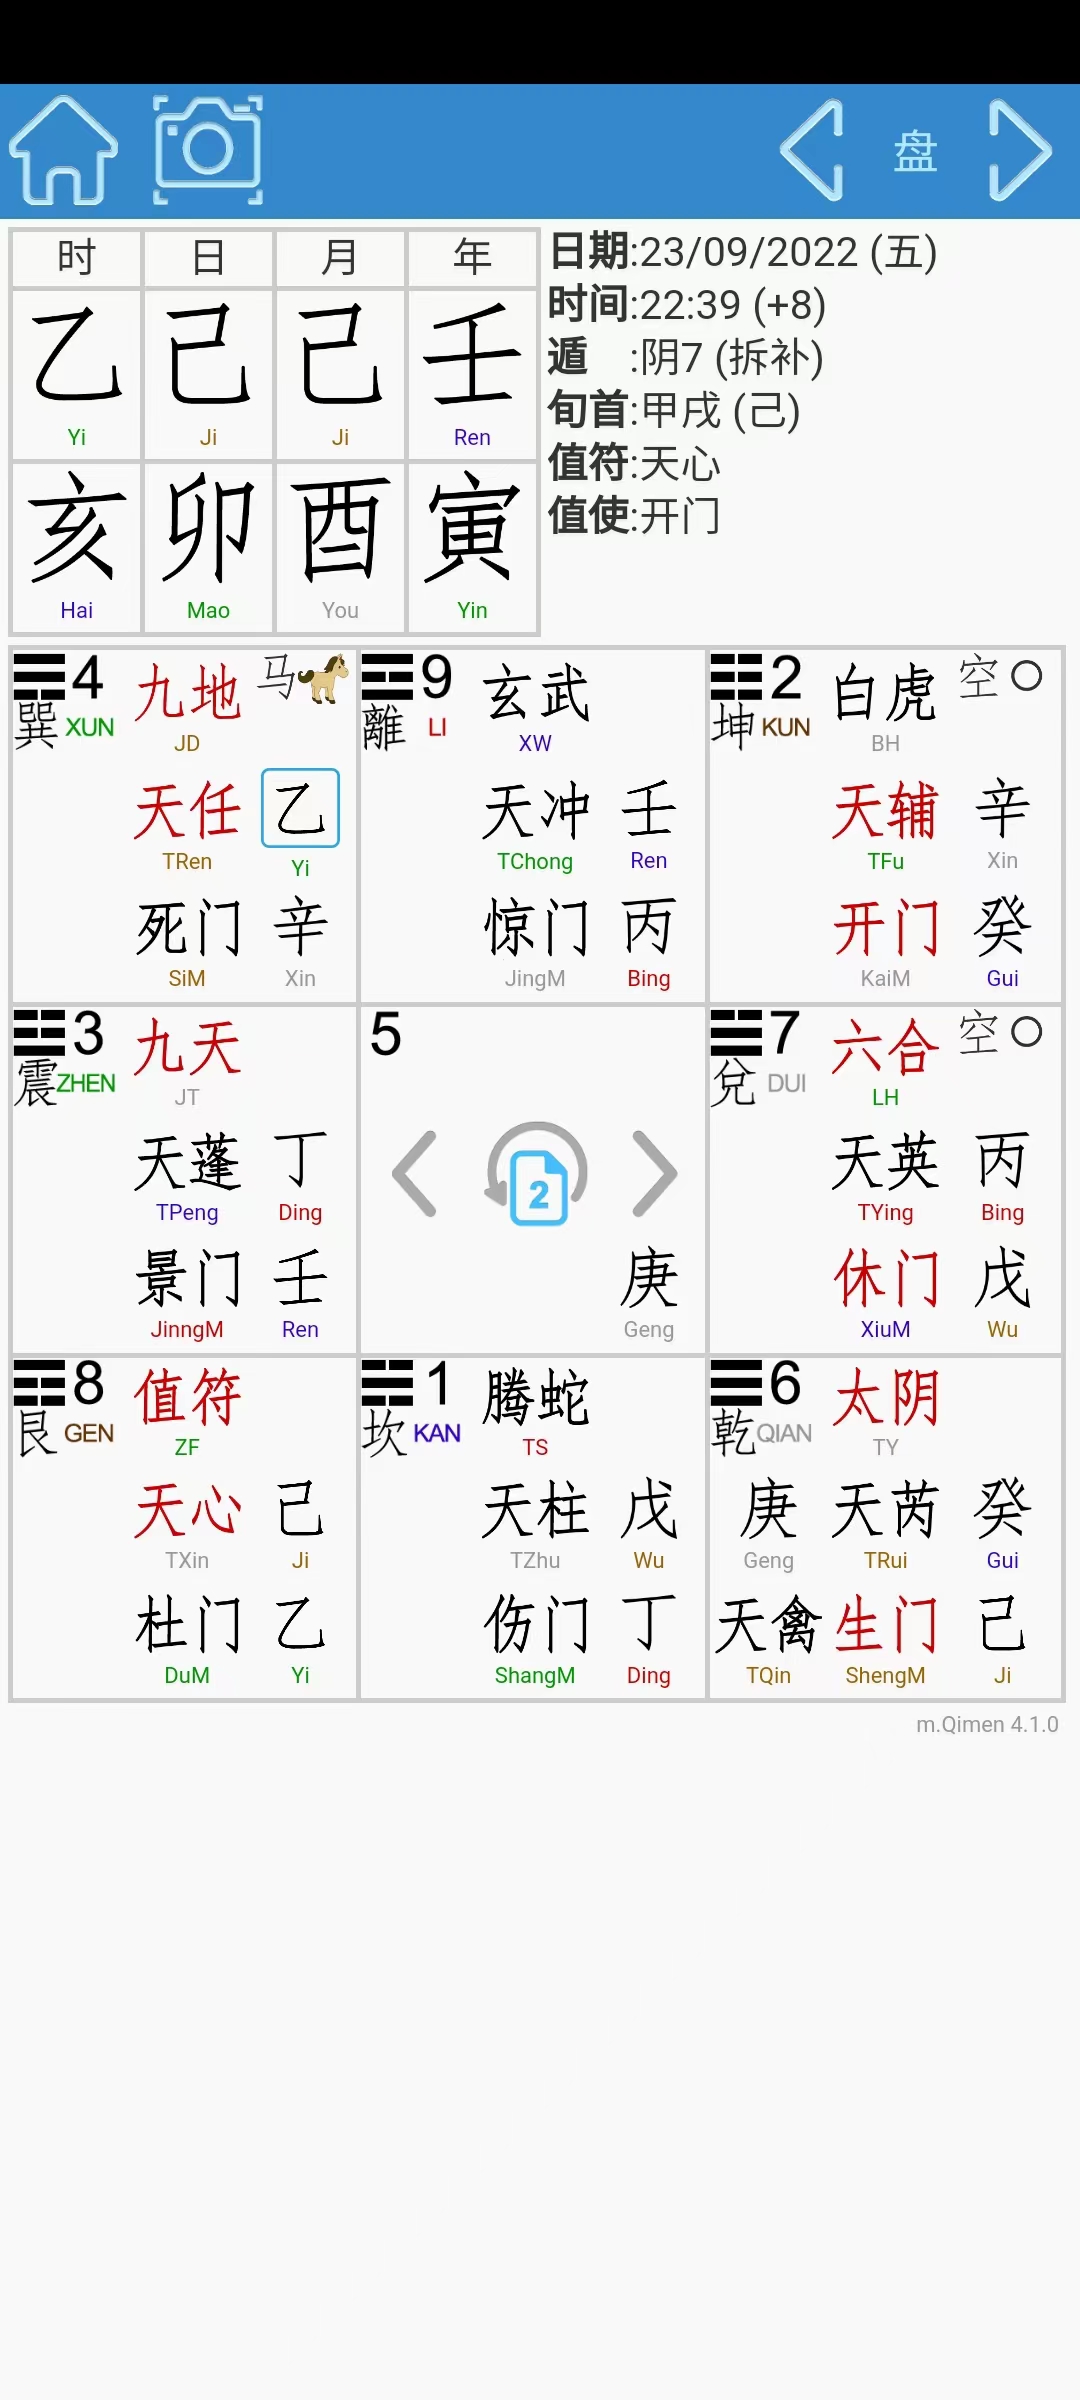 盘
时 日 月 年
乙 己 己 壬
Yi Ji Ji Ren
亥 卯 酉 寅
Hai Mao You Yin
日期:23/09/2022 (五)
时间:22:39 (+8)
遁 :阴7 (拆补)
旬首:甲戌 (己)
值符:天心
值使:开门
4 九地 马
巽 XUN JD
天任 乙
TRen Yi
死门 辛
SiM Xin
9 玄武
離 LI XW
天冲 壬
TChong Ren
惊门 丙
JingM Bing
2 白虎 空
坤 KUN BH
天辅 辛
TFu Xin
开门 癸
KaiM Gui
3 九天
震 ZHEN JT
天蓬 丁
TPeng Ding
景门 壬
JinngM Ren
5
2
庚
Geng
7 六合 空
兌 DUI LH
天英 丙
TYing Bing
休门 戊
XiuM Wu
8 值符
艮 GEN ZF
天心 己
TXin Ji
杜门 乙
DuM Yi
1 腾蛇
坎 KAN TS
天柱 戊
TZhu Wu
伤门 丁
ShangM Ding
6 太阴
乾 QIAN TY
庚 天芮 癸
Geng TRui Gui
天禽 生门 己
TQin ShengM Ji
m.Qimen 4.1.0